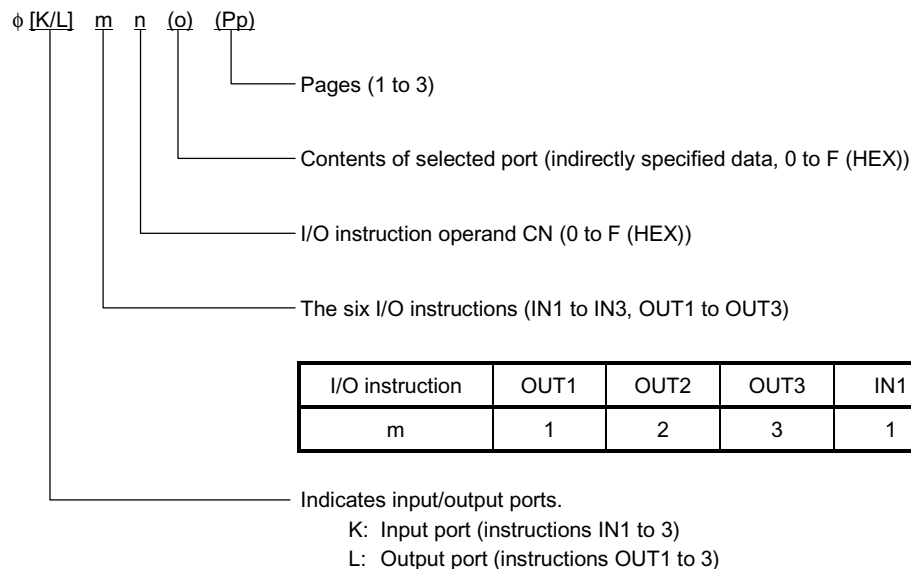 ϕ [K/L] m n (o) (Pp)
Pages (1 to 3)
Contents of selected port (indirectly specified data, 0 to F (HEX))
I/O instruction operand CN (0 to F (HEX))
The six I/O instructions (IN1 to IN3, OUT1 to OUT3)
I/O instruction OUT1 OUT2 OUT3 IN1
m 1 2 3 1
Indicates input/output ports.
K: Input port (instructions IN1 to 3)
L: Output port (instructions OUT1 to 3)